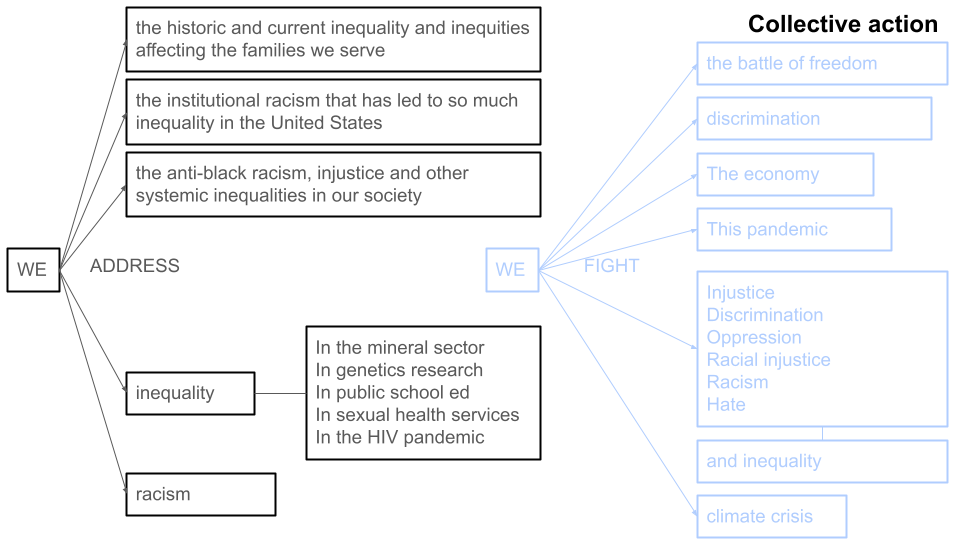 Collective action
the historic and current inequality and inequities
affecting the families we serve
the institutional racism that has led to so much
inequality in the United States
the anti-black racism, injustice and other
systemic inequalities in our society
WE
ADDRESS
inequality
In the mineral sector
In genetics research
In public school ed
In sexual health services
In the HIV pandemic
racism
WE
FIGHT
the battle of freedom
discrimination
The economy
This pandemic
Injustice
Discrimination
Oppression
Racial injustice
Racism
Hate
and inequality
climate crisis